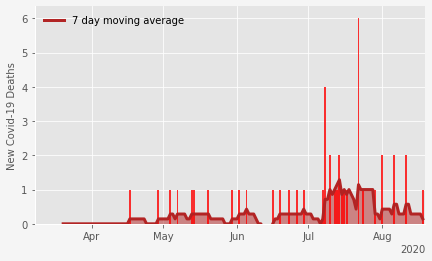 7 day moving average
New Covid-19 Deaths
6
5
4
3
2
1
0
Apr
May
Jun
Jul
Aug
2020